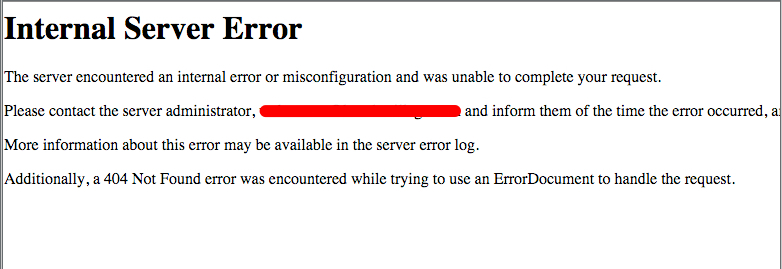 Internal Server Error
The server encountered an internal error or misconfiguration and was unable to complete your request.
Please contact the server administrator, and inform them of the time the error occurred,
More information about this error may be available in the server error log.
Additionally, a 404 Not Found error was encountered while trying to use an ErrorDocument to handle the request.